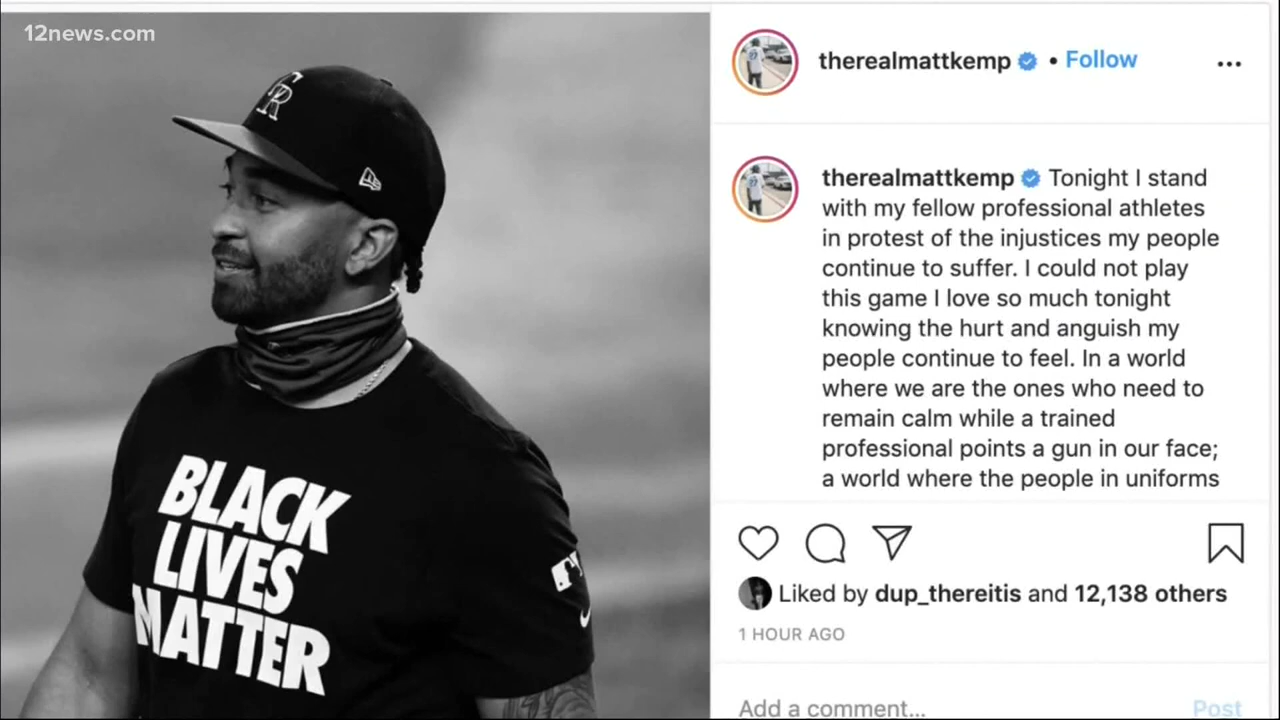 12news.com
CR
BLACK
LIVES
MATTER
therealmattkemp • Follow
therealmattkemp Tonight I stand
with my fellow professional athletes
in protest of the injustices my people
continue to suffer. I could not play
this game I love so much tonight
knowing the hurt and anguish my
people continue to feel. In a world
where we are the ones who need to
remain calm while a trained
professional points a gun in our face;
a world where the people in uniforms
Liked by dup_thereitis and 12,138 others
1 HOUR AGO
Add a comment... Post